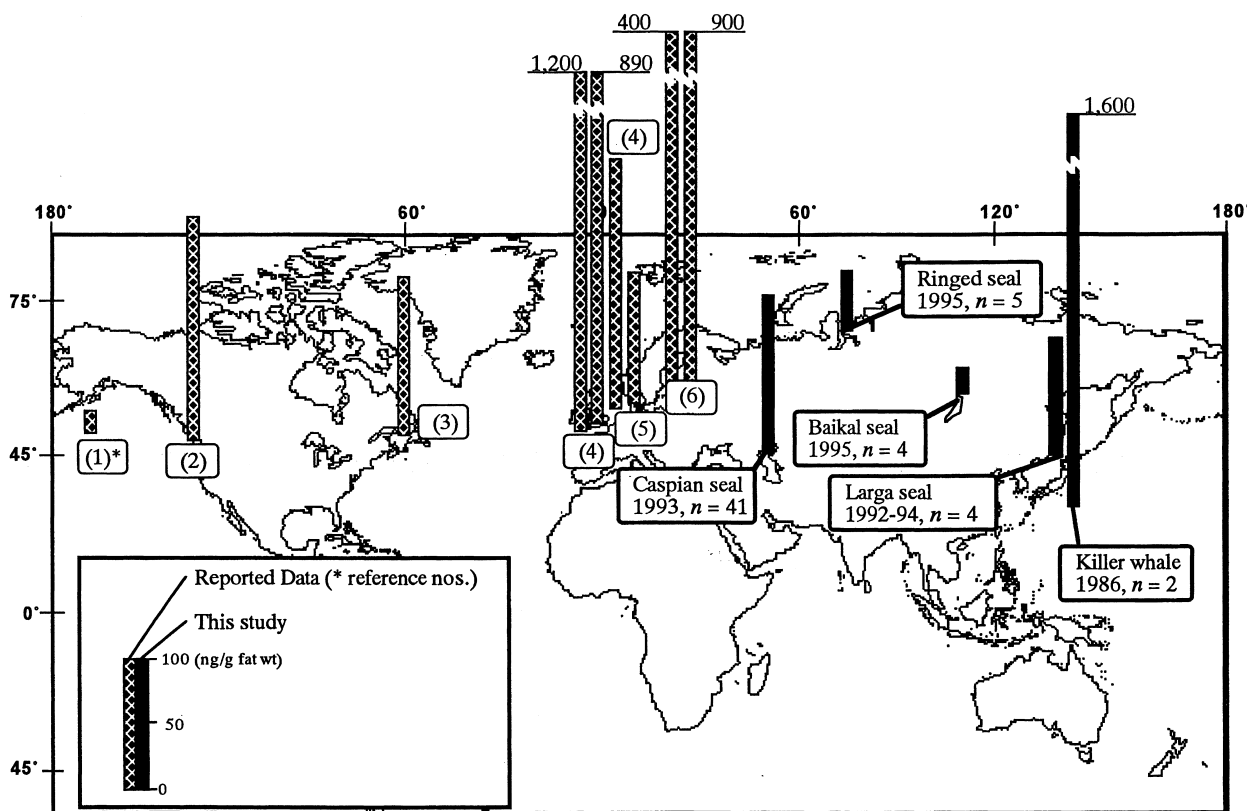 400 900
1,200 890
1,600
(4)
180° 60° 60° 120° 180°
75°
Ringed seal
1995, n = 5
(3)
(6)
(5)
(4)
(1)*
(2)
45°
Baikal seal
1995, n = 4
Caspian seal
1993, n = 41
Larga seal
1992-94, n = 4
Killer whale
1986, n = 2
Reported Data (* reference nos.)
This study
0°
100 (ng/g fat wt)
50
0
45°